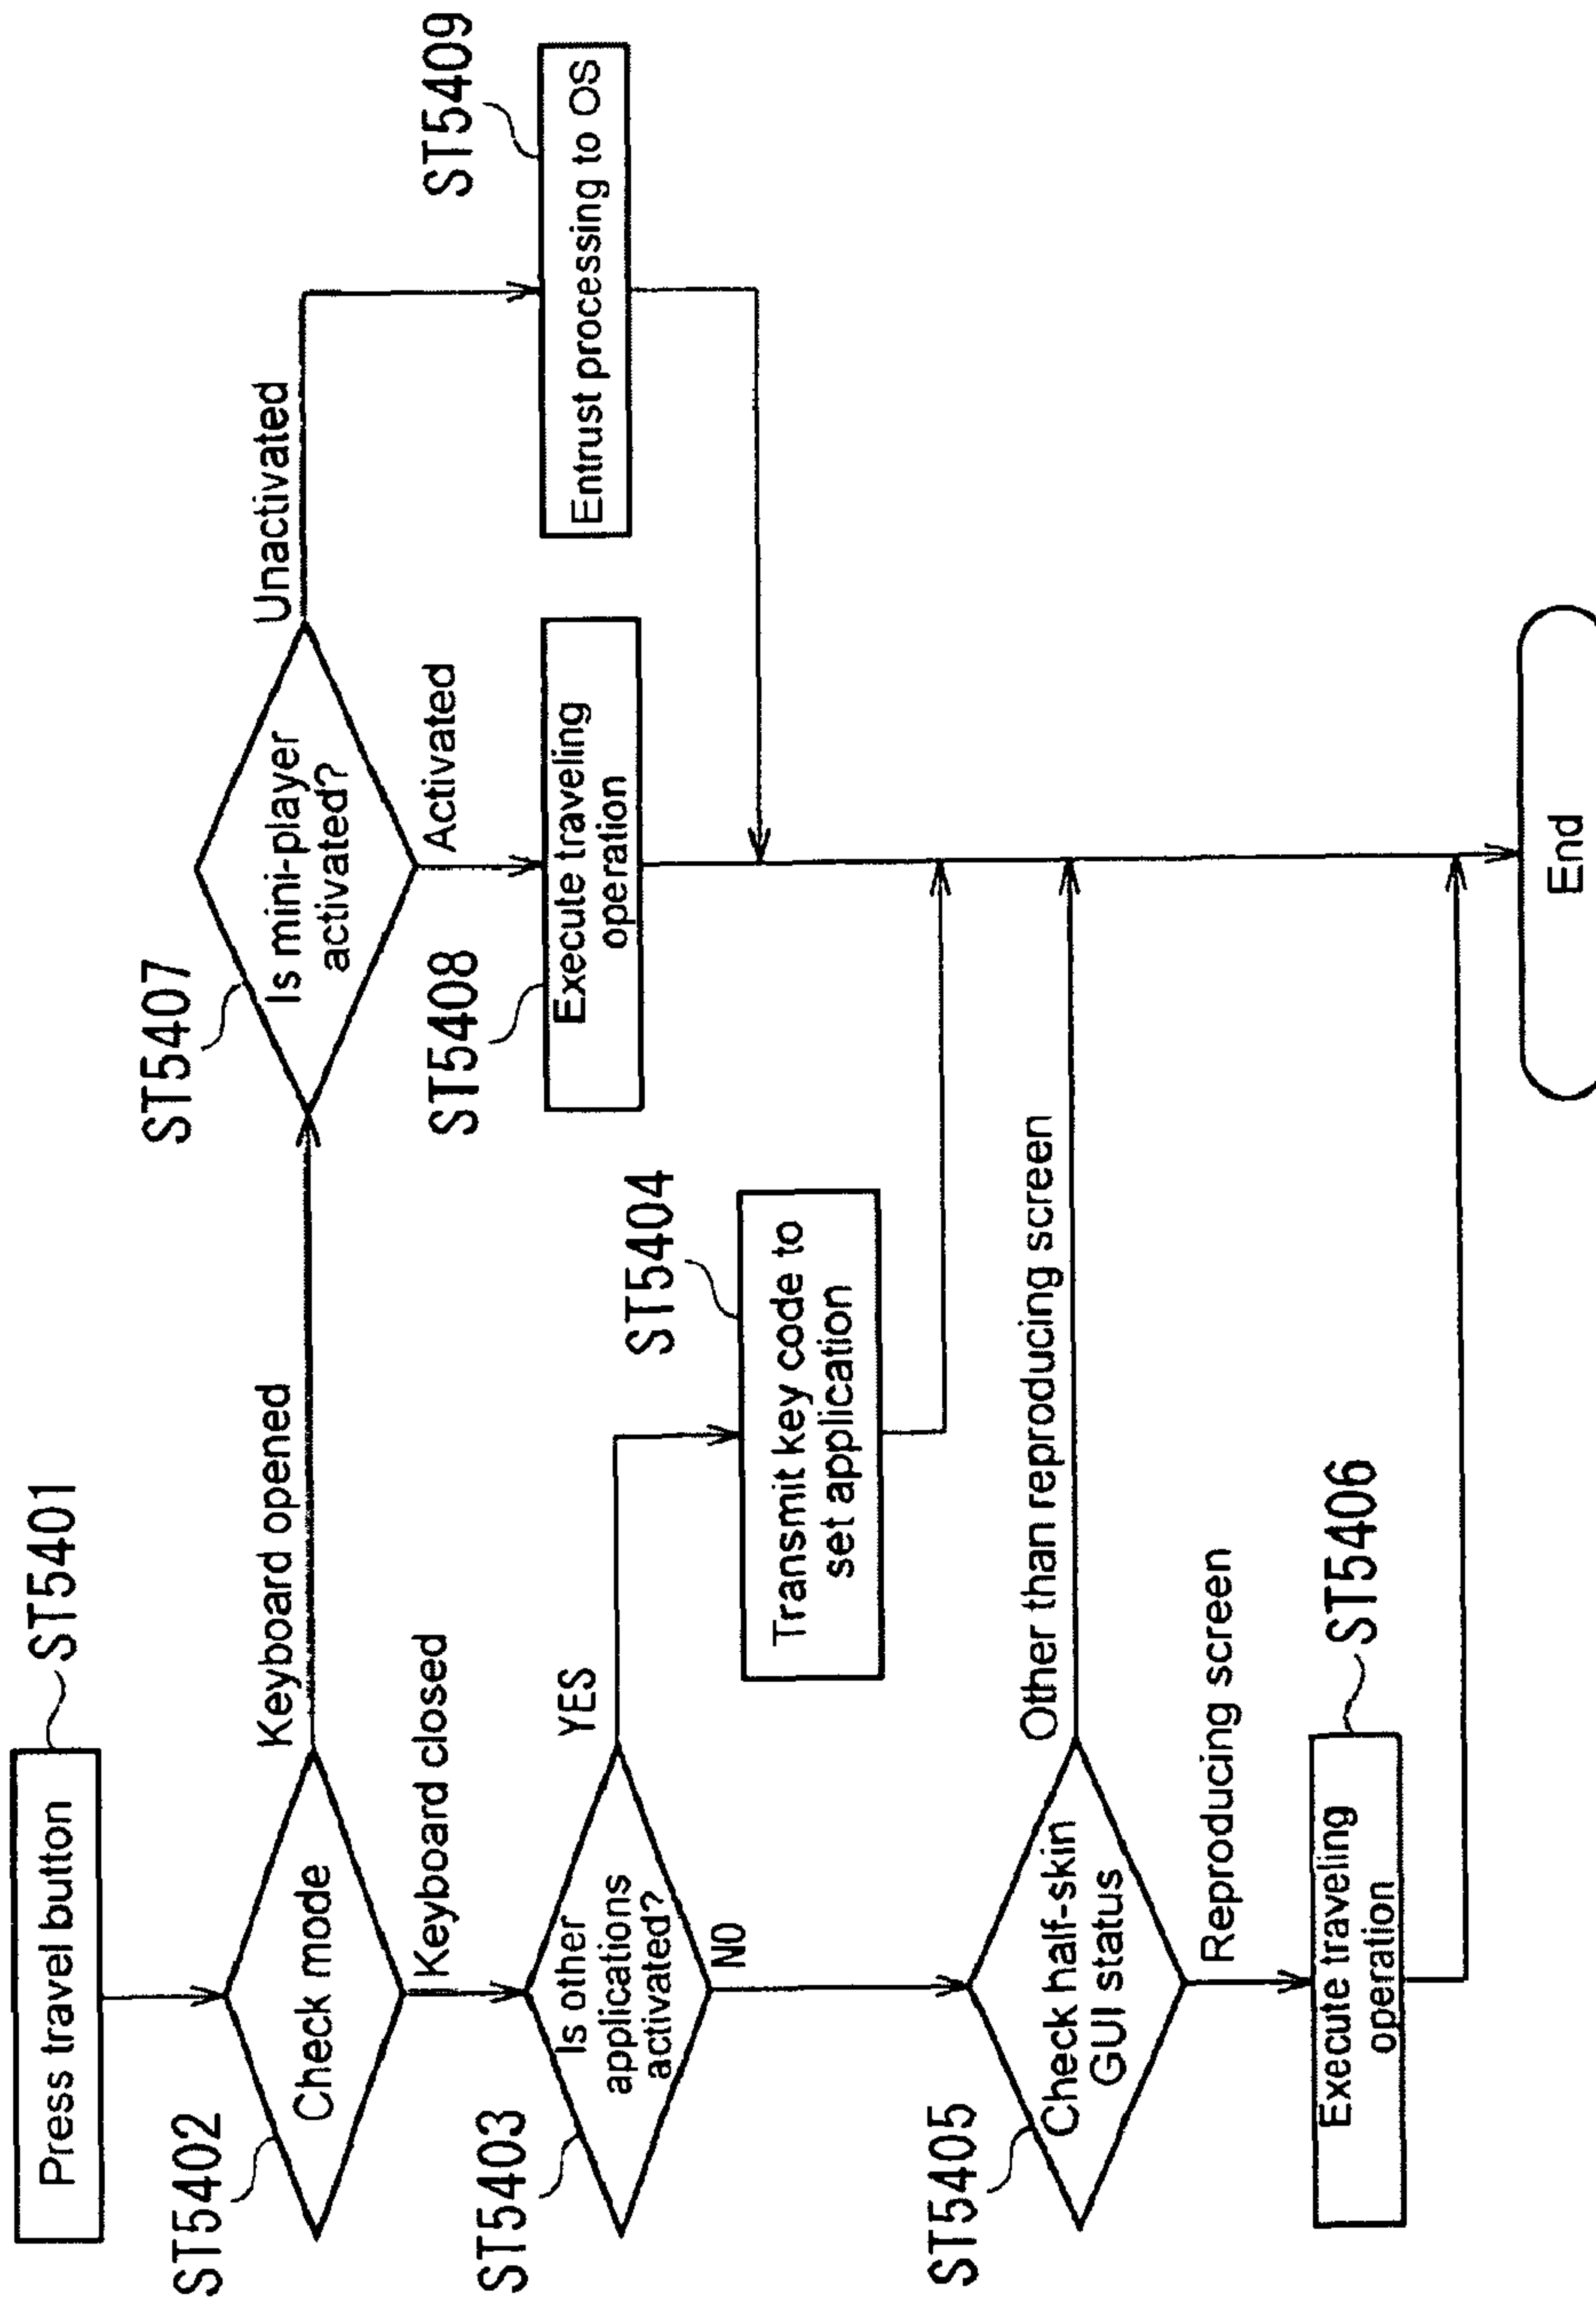 Press travel button
ST5401
ST5402
Check mode
Keyboard opened
Keyboard closed
ST5403
Is other
applications
activated?
YES
NO
ST5404
Transmit key code to
set application
ST5405
Check half-skin
GUI status
Other than reproducing screen
Reproducing screen
ST5406
Execute traveling
operation
ST5407
Is mini-player
activated?
Unactivated
Activated
ST5408
Execute traveling
operation
ST5409
Entrust processing to OS
End